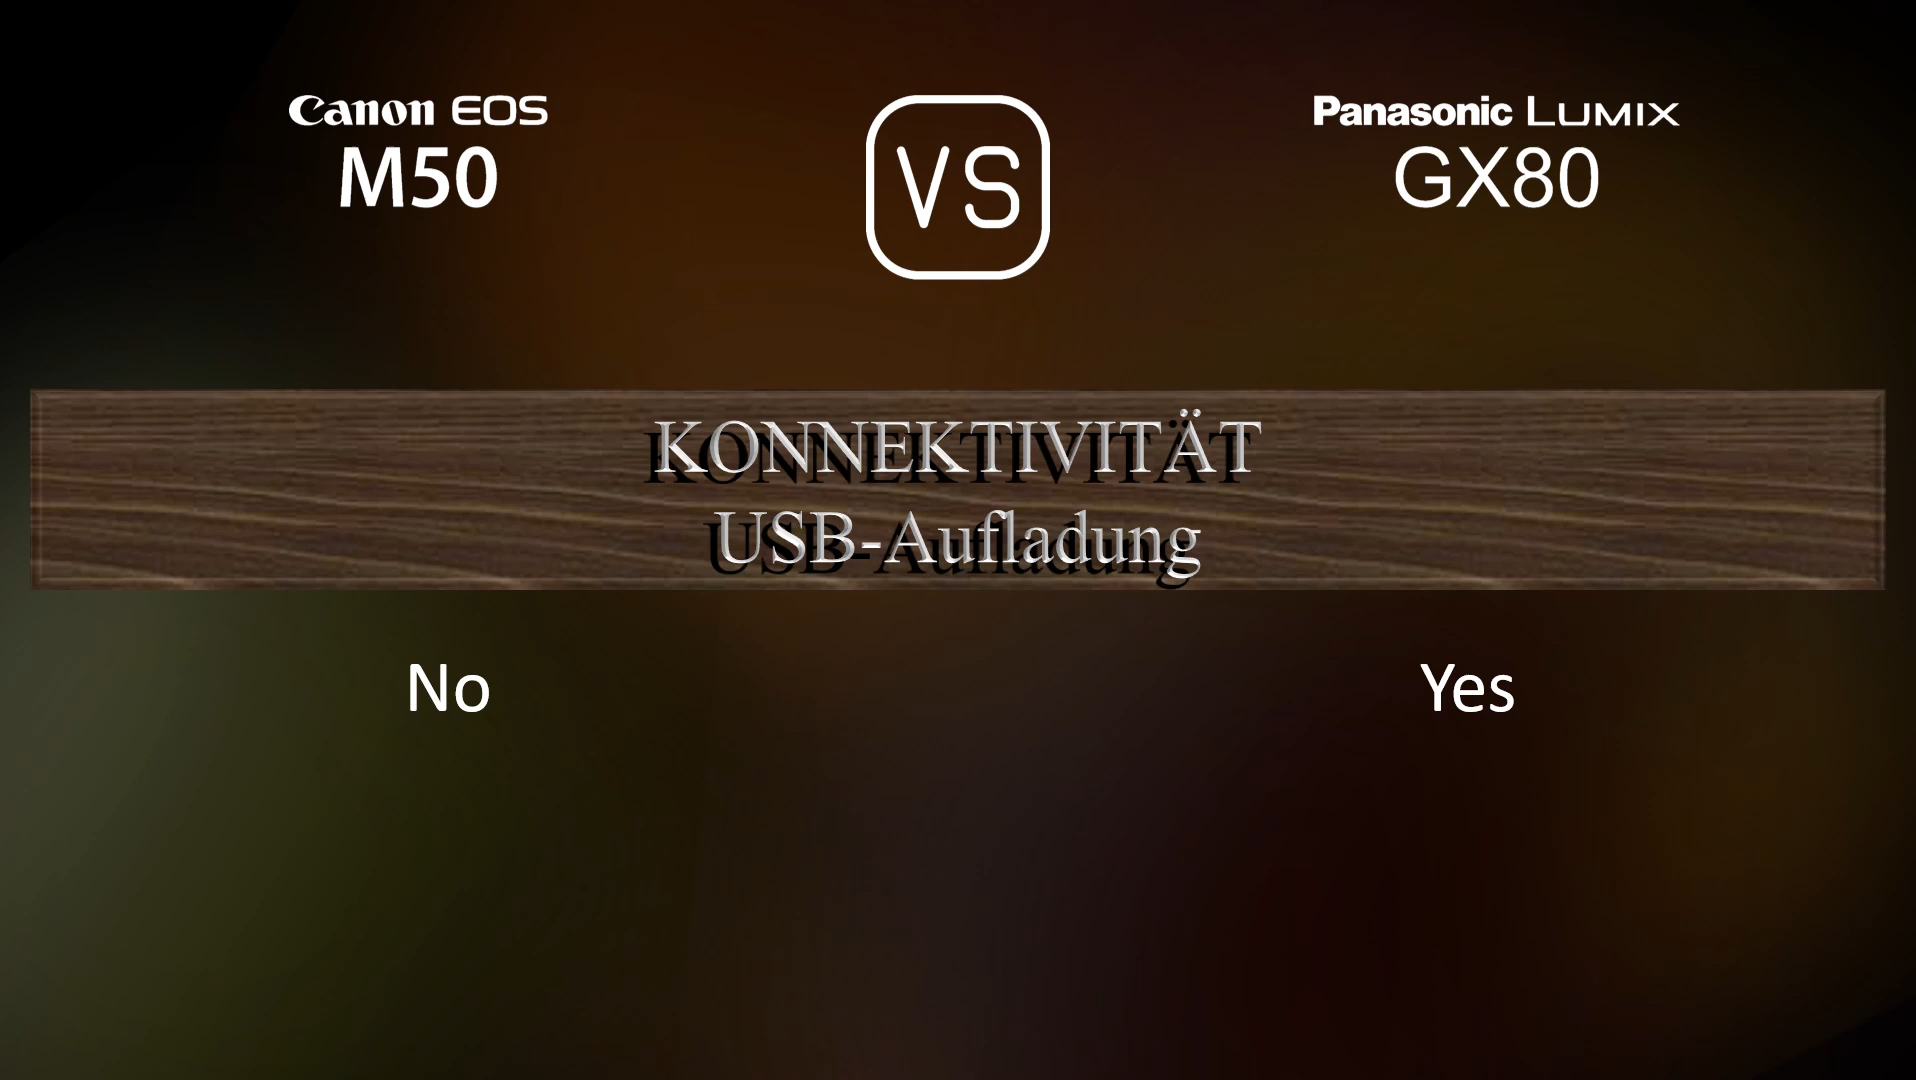 Canon EOS
M50
VS
Panasonic LUMIX
GX80
KONNEKTIVITÄT
USB-Aufladung
No
Yes